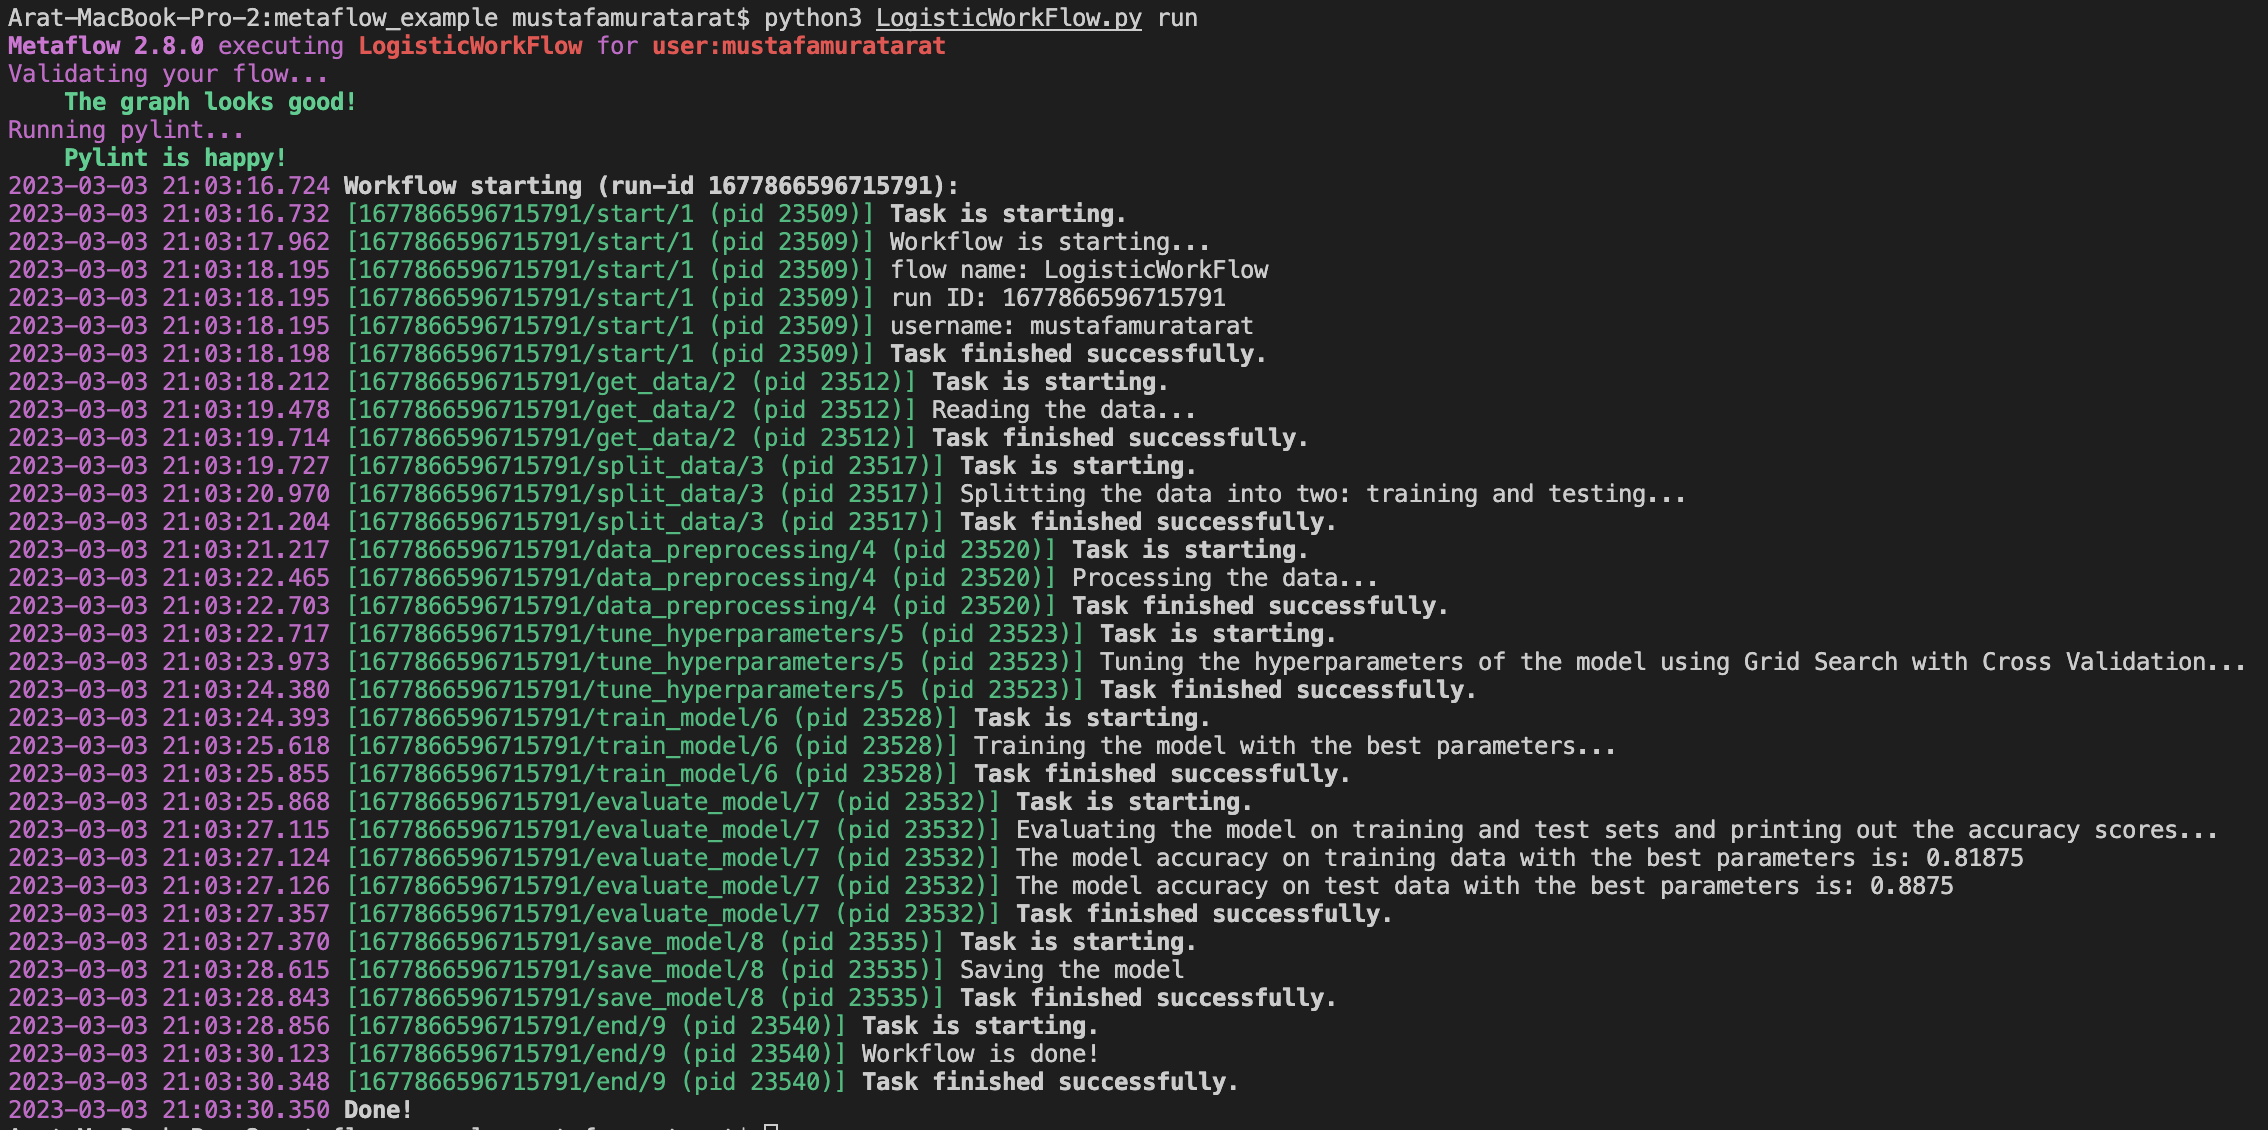 Arat-MacBook-Pro-2:metaflow_example mustafamuratarat$ python3 LogisticWorkFlow.py run
Metaflow 2.8.0 executing LogisticWorkFlow for user:mustafamuratarat
Validating your flow...
    The graph looks good!
Running pylint...
    Pylint is happy!
2023-03-03 21:03:16.724 Workflow starting (run-id 1677866596715791):
2023-03-03 21:03:16.732 [1677866596715791/start/1 (pid 23509)] Task is starting.
2023-03-03 21:03:17.962 [1677866596715791/start/1 (pid 23509)] Workflow is starting...
2023-03-03 21:03:18.195 [1677866596715791/start/1 (pid 23509)] flow name: LogisticWorkFlow
2023-03-03 21:03:18.195 [1677866596715791/start/1 (pid 23509)] run ID: 1677866596715791
2023-03-03 21:03:18.195 [1677866596715791/start/1 (pid 23509)] username: mustafamuratarat
2023-03-03 21:03:18.198 [1677866596715791/start/1 (pid 23509)] Task finished successfully.
2023-03-03 21:03:18.212 [1677866596715791/get_data/2 (pid 23512)] Task is starting.
2023-03-03 21:03:19.478 [1677866596715791/get_data/2 (pid 23512)] Reading the data...
2023-03-03 21:03:19.714 [1677866596715791/get_data/2 (pid 23512)] Task finished successfully.
2023-03-03 21:03:19.727 [1677866596715791/split_data/3 (pid 23517)] Task is starting.
2023-03-03 21:03:20.970 [1677866596715791/split_data/3 (pid 23517)] Splitting the data into two: training and testing...
2023-03-03 21:03:21.204 [1677866596715791/split_data/3 (pid 23517)] Task finished successfully.
2023-03-03 21:03:21.217 [1677866596715791/data_preprocessing/4 (pid 23520)] Task is starting.
2023-03-03 21:03:22.465 [1677866596715791/data_preprocessing/4 (pid 23520)] Processing the data...
2023-03-03 21:03:22.703 [1677866596715791/data_preprocessing/4 (pid 23520)] Task finished successfully.
2023-03-03 21:03:22.717 [1677866596715791/tune_hyperparameters/5 (pid 23523)] Task is starting.
2023-03-03 21:03:23.973 [1677866596715791/tune_hyperparameters/5 (pid 23523)] Tuning the hyperparameters of the model using Grid Search with Cross Validation...
2023-03-03 21:03:24.380 [1677866596715791/tune_hyperparameters/5 (pid 23523)] Task finished successfully.
2023-03-03 21:03:24.393 [1677866596715791/train_model/6 (pid 23528)] Task is starting.
2023-03-03 21:03:25.618 [1677866596715791/train_model/6 (pid 23528)] Training the model with the best parameters...
2023-03-03 21:03:25.855 [1677866596715791/train_model/6 (pid 23528)] Task finished successfully.
2023-03-03 21:03:25.868 [1677866596715791/evaluate_model/7 (pid 23532)] Task is starting.
2023-03-03 21:03:27.115 [1677866596715791/evaluate_model/7 (pid 23532)] Evaluating the model on training and test sets and printing out the accuracy scores...
2023-03-03 21:03:27.124 [1677866596715791/evaluate_model/7 (pid 23532)] The model accuracy on training data with the best parameters is: 0.81875
2023-03-03 21:03:27.126 [1677866596715791/evaluate_model/7 (pid 23532)] The model accuracy on test data with the best parameters is: 0.8875
2023-03-03 21:03:27.357 [1677866596715791/evaluate_model/7 (pid 23532)] Task finished successfully.
2023-03-03 21:03:27.370 [1677866596715791/save_model/8 (pid 23535)] Task is starting.
2023-03-03 21:03:28.615 [1677866596715791/save_model/8 (pid 23535)] Saving the model
2023-03-03 21:03:28.843 [1677866596715791/save_model/8 (pid 23535)] Task finished successfully.
2023-03-03 21:03:28.856 [1677866596715791/end/9 (pid 23540)] Task is starting.
2023-03-03 21:03:30.123 [1677866596715791/end/9 (pid 23540)] Workflow is done!
2023-03-03 21:03:30.348 [1677866596715791/end/9 (pid 23540)] Task finished successfully.
2023-03-03 21:03:30.350 Done!